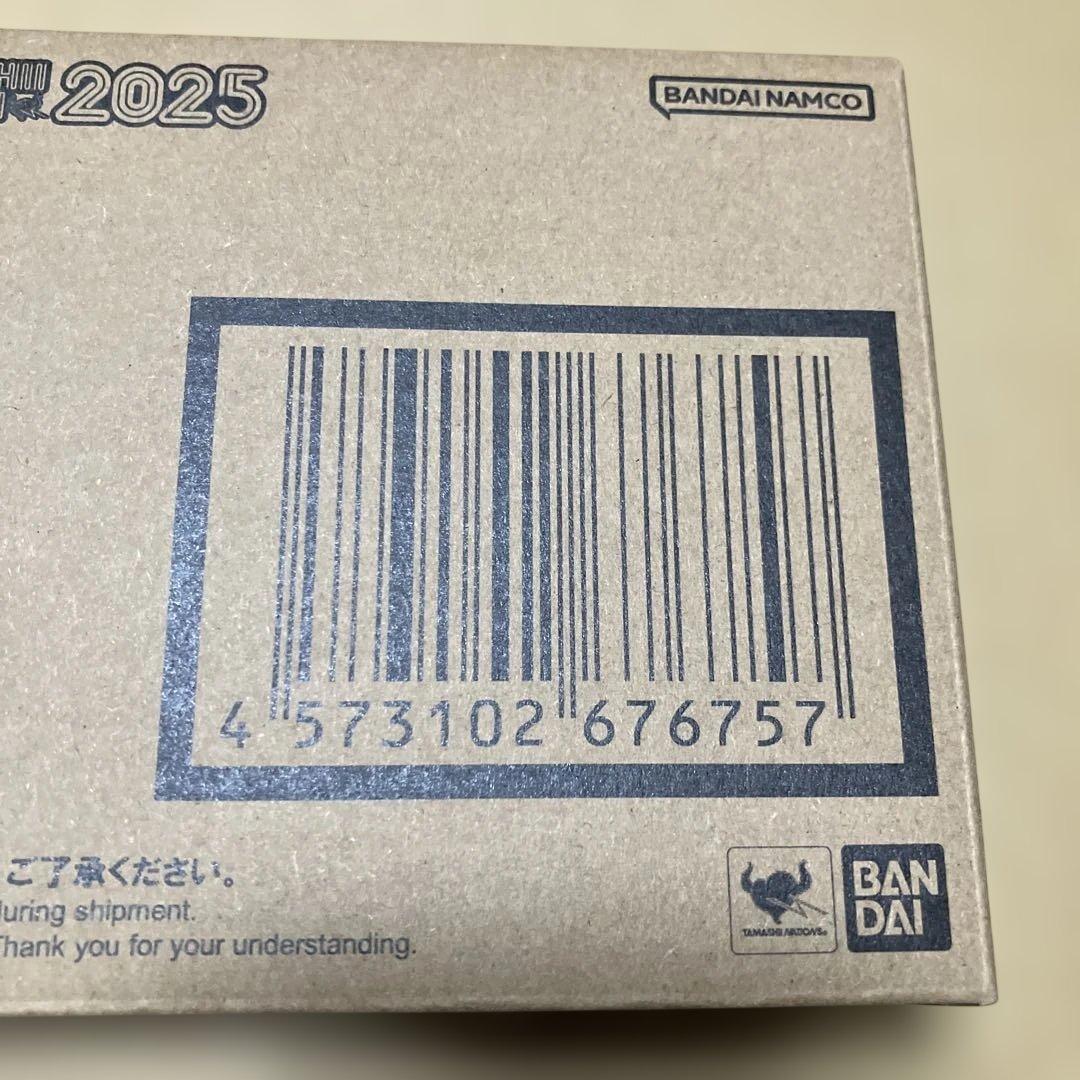 2025
BANDAI NAMCO
4 573102 676757
ご了承ください。
during shipment.
Thank you for your understanding.
TAMASHII NATIONS
BAN
DAI